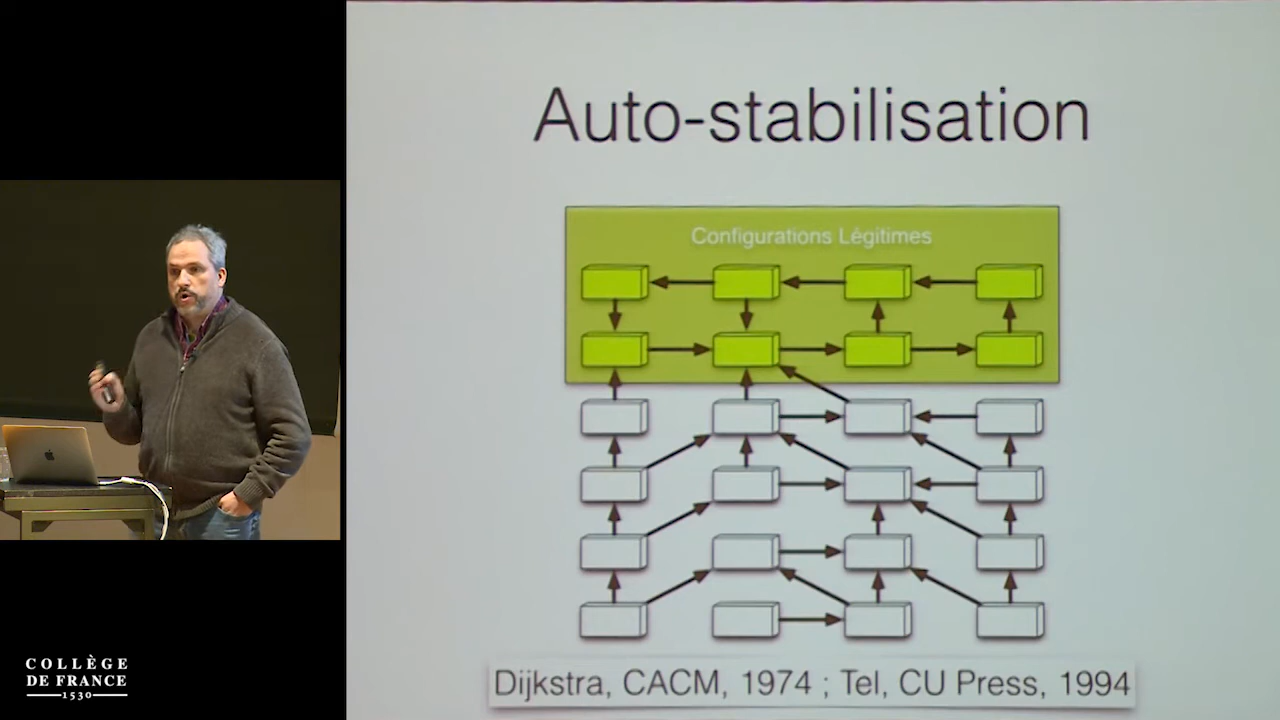 Auto-stabilisation
Configurations Légitimes
Dijkstra, CACM, 1974 ; Tel, CU Press, 1994
COLLÈGE
DE FRANCE
1530